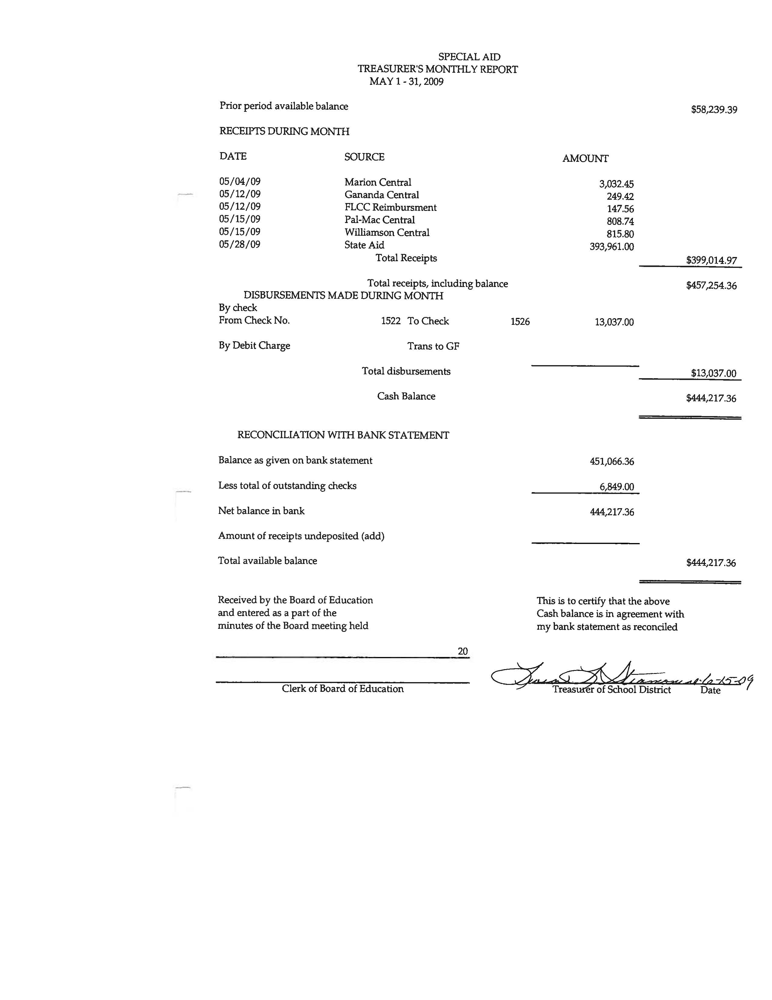 SPECIAL AID
TREASURER'S MONTHLY REPORT
MAY 1 - 31, 2009
Prior period available balance $58,239.39
RECEIPTS DURING MONTH
DATE SOURCE AMOUNT
05/04/09 Marion Central 3,032.45
05/12/09 Gananda Central 249.42
05/12/09 FLCC Reimbursment 147.56
05/15/09 Pal-Mac Central 808.74
05/15/09 Williamson Central 815.80
05/28/09 State Aid 393,961.00
Total Receipts $399,014.97
Total receipts, including balance $457,254.36
DISBURSEMENTS MADE DURING MONTH
By check
From Check No. 1522 To Check 1526 13,037.00
By Debit Charge Trans to GF
Total disbursements $13,037.00
Cash Balance $444,217.36
RECONCILIATION WITH BANK STATEMENT
Balance as given on bank statement 451,066.36
Less total of outstanding checks 6,849.00
Net balance in bank 444,217.36
Amount of receipts undeposited (add)
Total available balance $444,217.36
Received by the Board of Education This is to certify that the above
and entered as a part of the Cash balance is in agreement with
minutes of the Board meeting held my bank statement as reconciled
20
6-15-09
Clerk of Board of Education Treasurer of School District Date